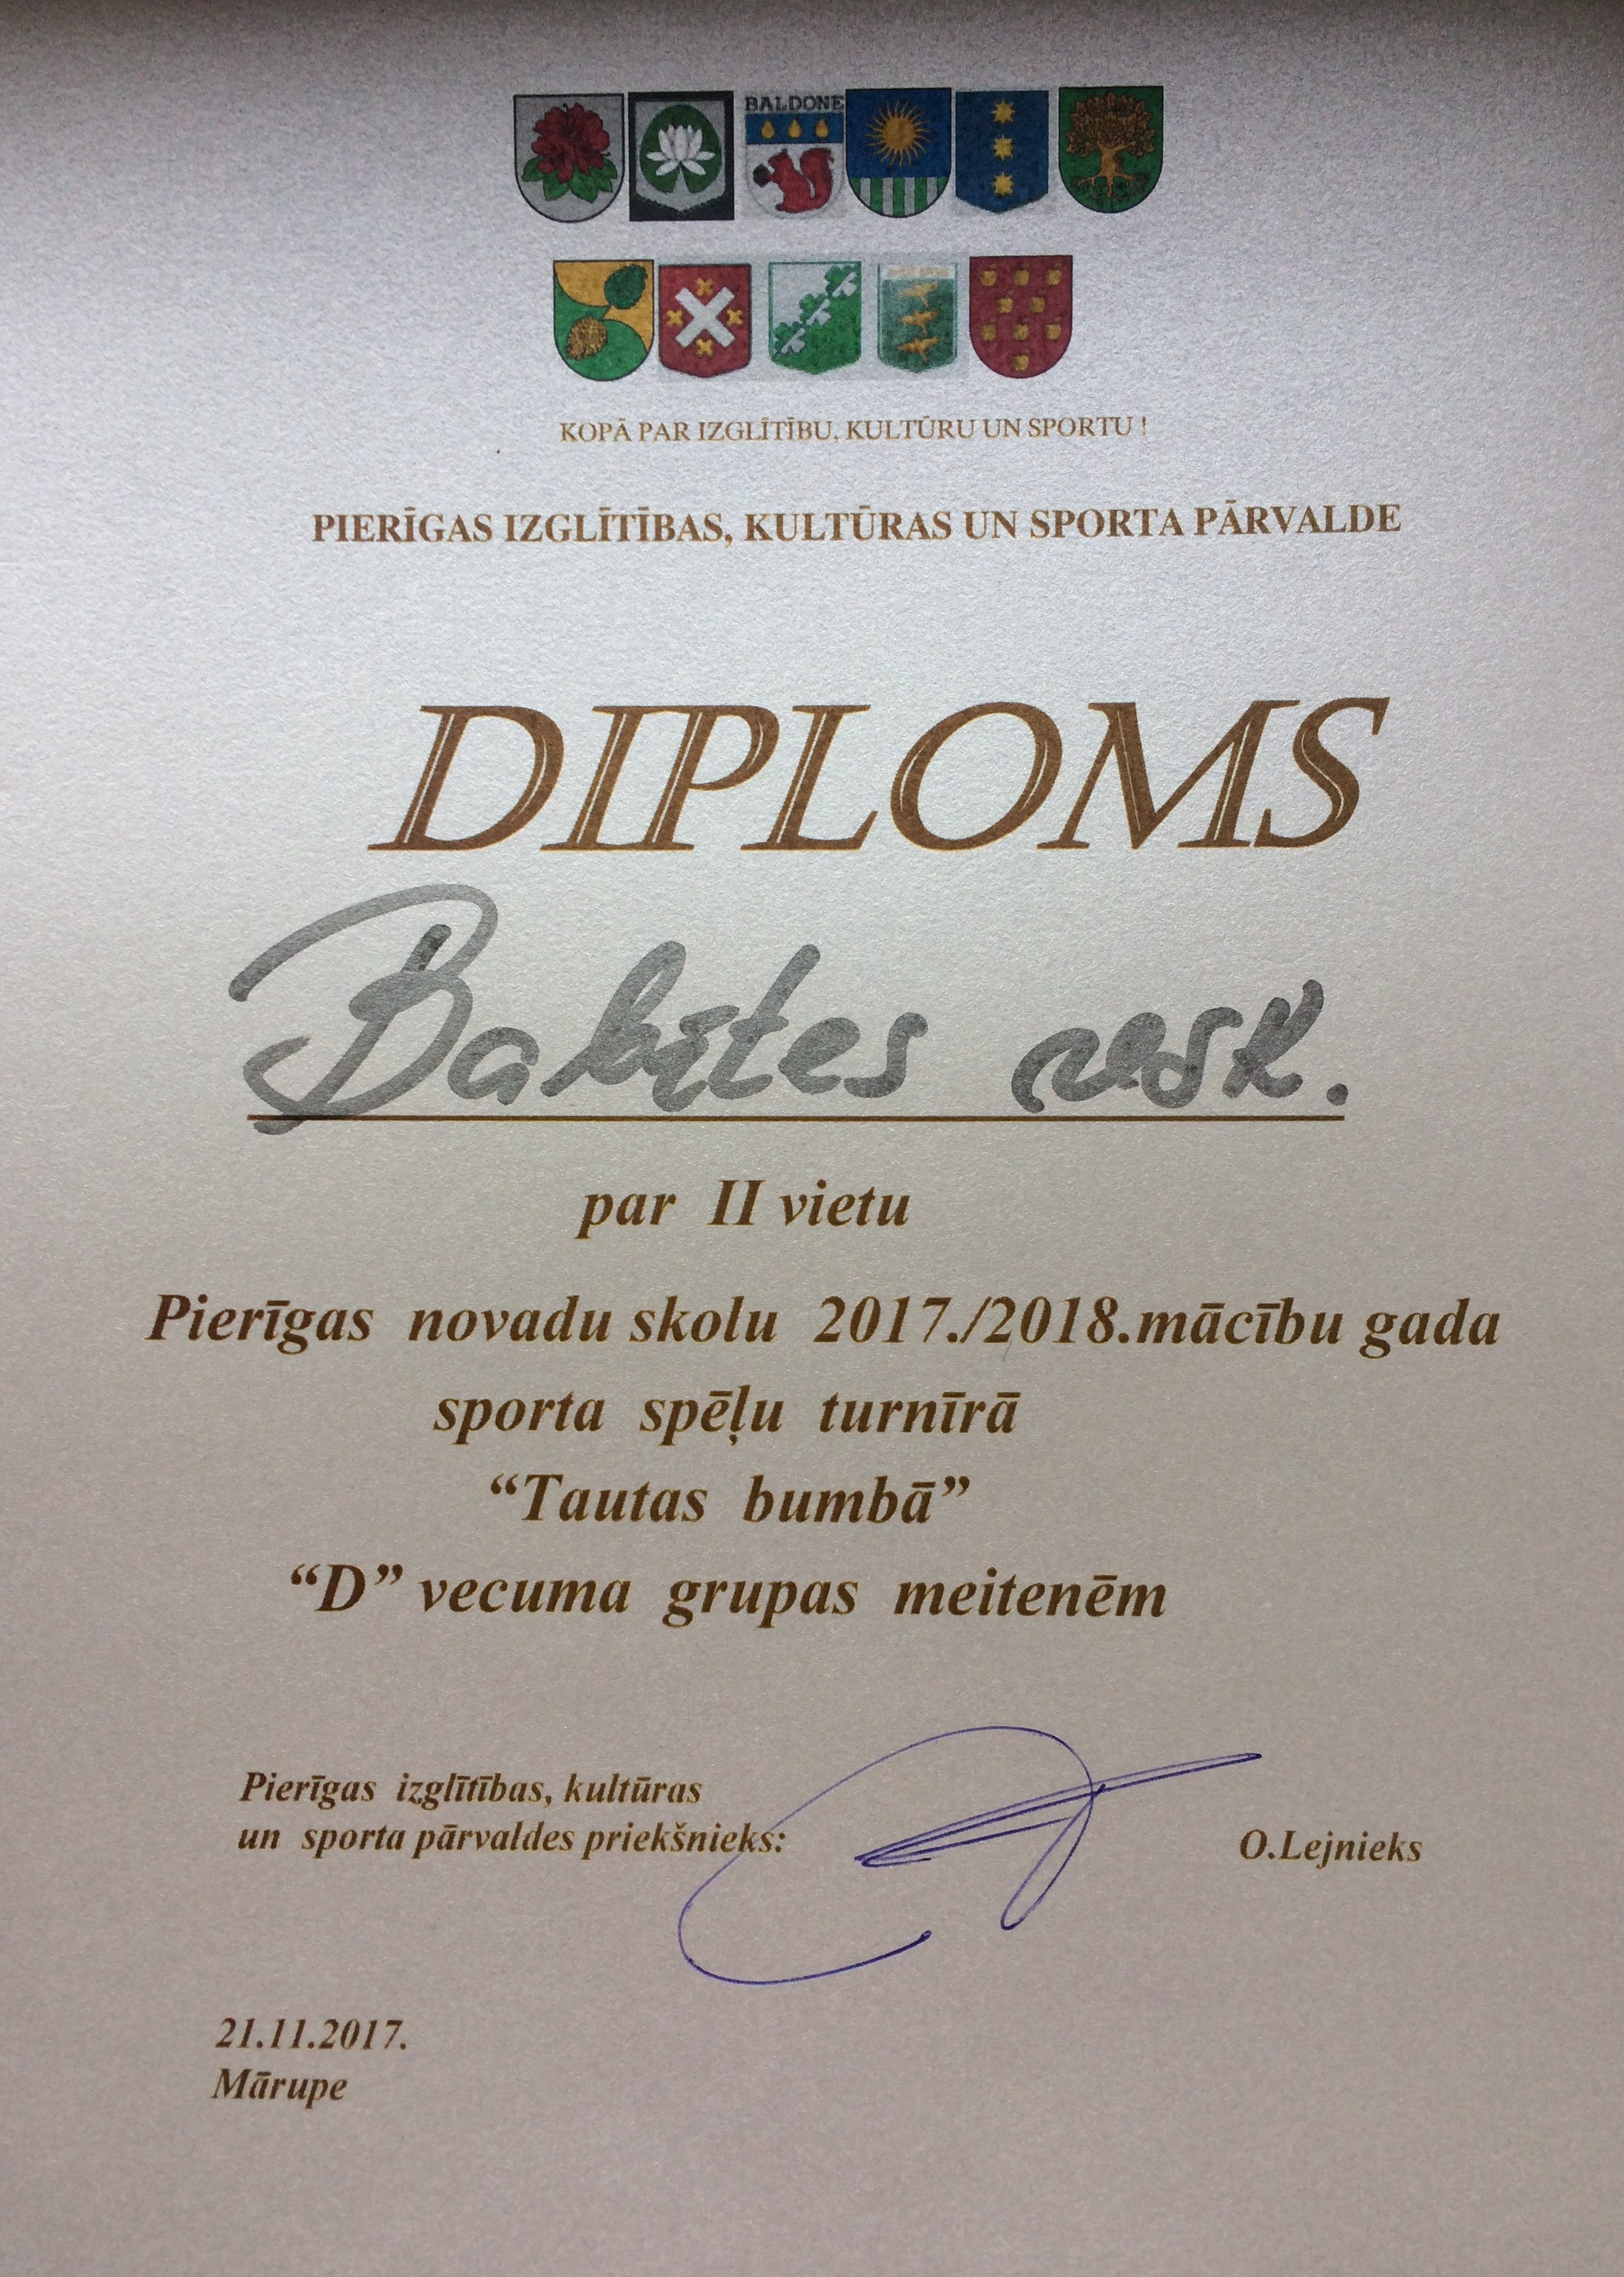 BALDONE
KOPĀ PAR IZGLĪTĪBU, KULTŪRU UN SPORTU !
PIERĪGAS IZGLĪTĪBAS, KULTŪRAS UN SPORTA PĀRVALDE
DIPLOMS
Babītes vsk.
par II vietu
Pierīgas novadu skolu 2017./2018.mācību gada
sporta spēļu turnīrā
“Tautas bumbā”
“D” vecuma grupas meitenēm
Pierīgas izglītības, kultūras
un sporta pārvaldes priekšnieks:
O.Lejnieks
21.11.2017.
Mārupe